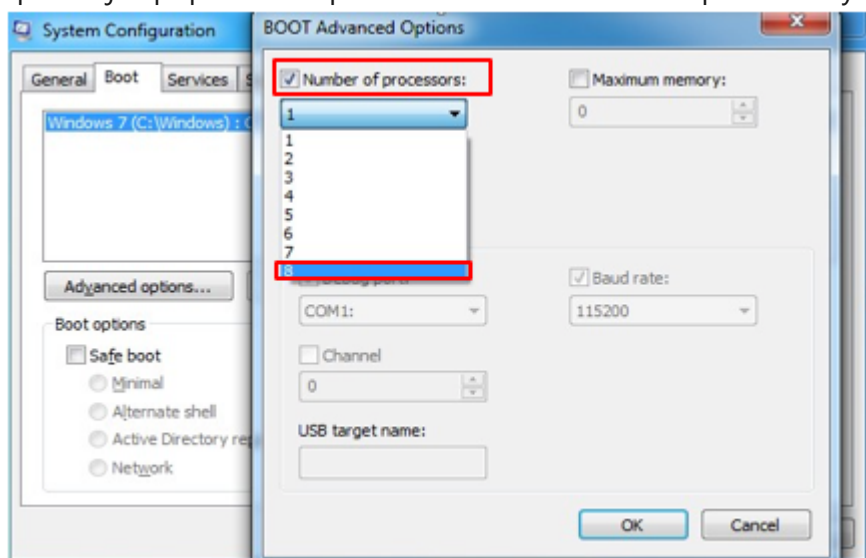 System Configuration
General Boot Services
Windows 7 (C:\Windows) :
Advanced options...
Boot options
Safe boot
Minimal
Alternate shell
Active Directory
Network
BOOT Advanced Options
Number of processors:
Maximum memory:
1
0
1
2
3
4
5
6
7
8
Debug port:
Baud rate:
COM1:
115200
Channel
0
USB target name:
OK
Cancel